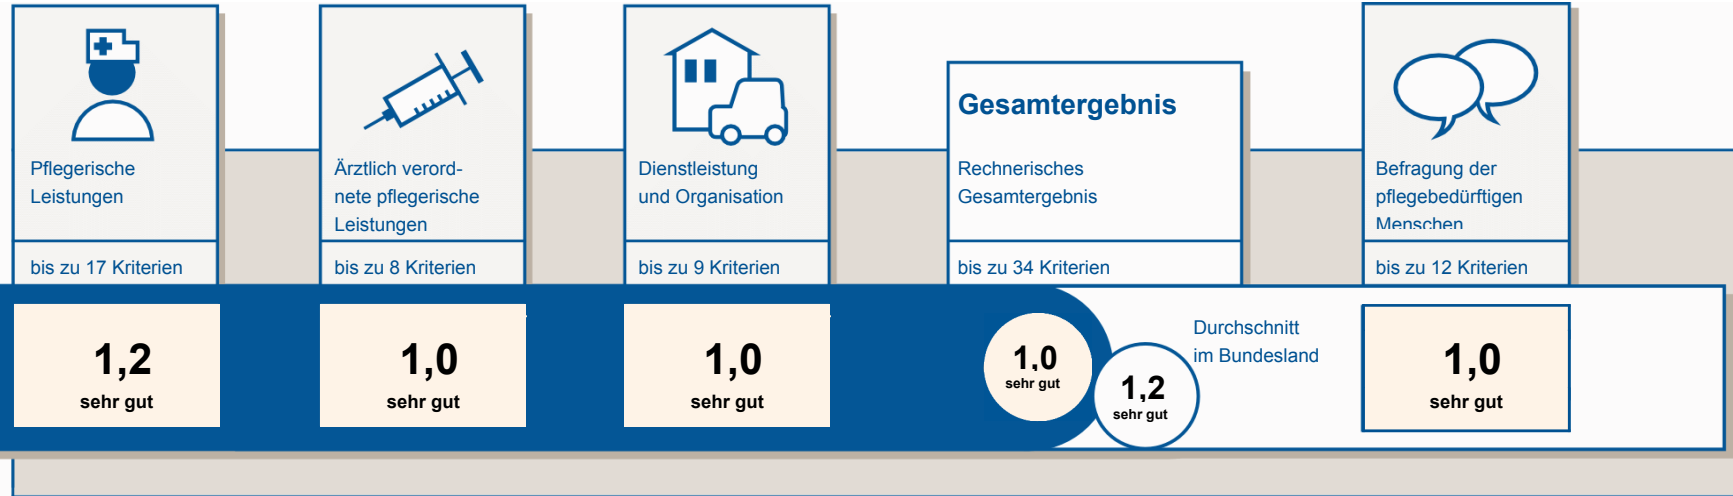 Pflegerische
Leistungen
bis zu 17 Kriterien
1,2
sehr gut
Ärztlich verord-
nete pflegerische
Leistungen
bis zu 8 Kriterien
1,0
sehr gut
Dienstleistung
und Organisation
bis zu 9 Kriterien
1,0
sehr gut
Gesamtergebnis
Rechnerisches
Gesamtergebnis
bis zu 34 Kriterien
1,0
sehr gut
1,2
sehr gut
Durchschnitt
im Bundesland
Befragung der
pflegebedürftigen
Menschen
bis zu 12 Kriterien
1,0
sehr gut